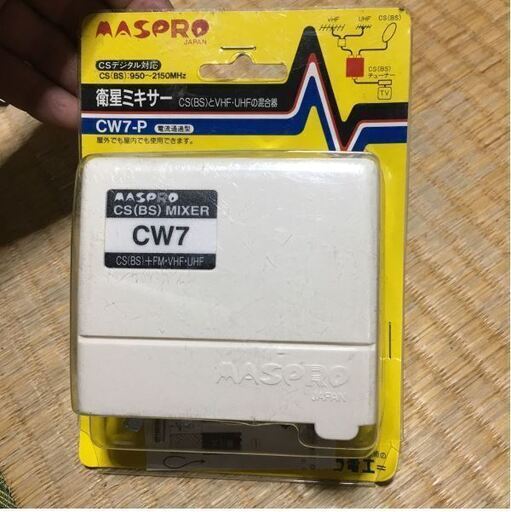 MASPRO
JAPAN
CSデジタル対応
CS(BS):950~2150MHz
衛星ミキサー CS(BS)とVHF・UHFの混合器
CW7-P 電流通過型
屋外でも屋内でも使用できます。
VHF
UHF
CS(BS)
CS(BS)
チューナー
TV
MASPRO
CS(BS) MIXER
CW7
CS(BS)+FM・VHF・UHF
MASPRO
JAPAN